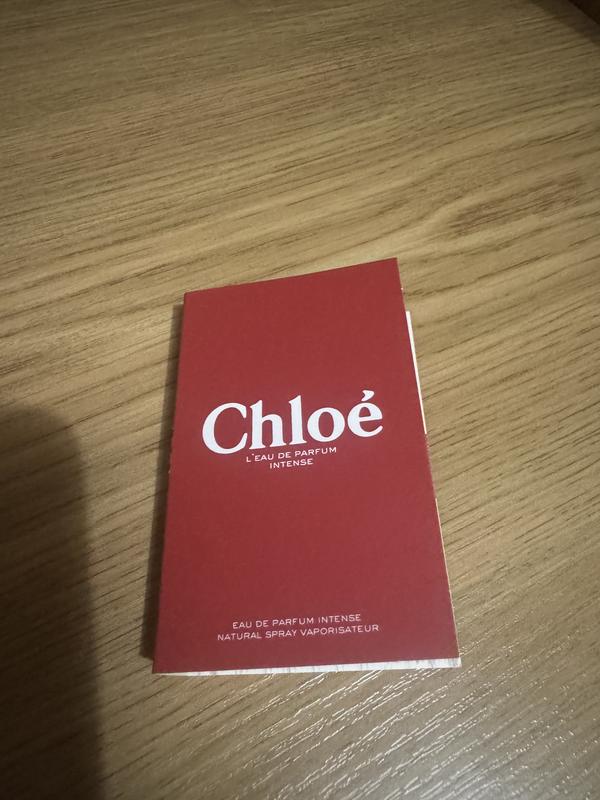 Chloé
L'EAU DE PARFUM
INTENSE
EAU DE PARFUM INTENSE
NATURAL SPRAY VAPORISATEUR